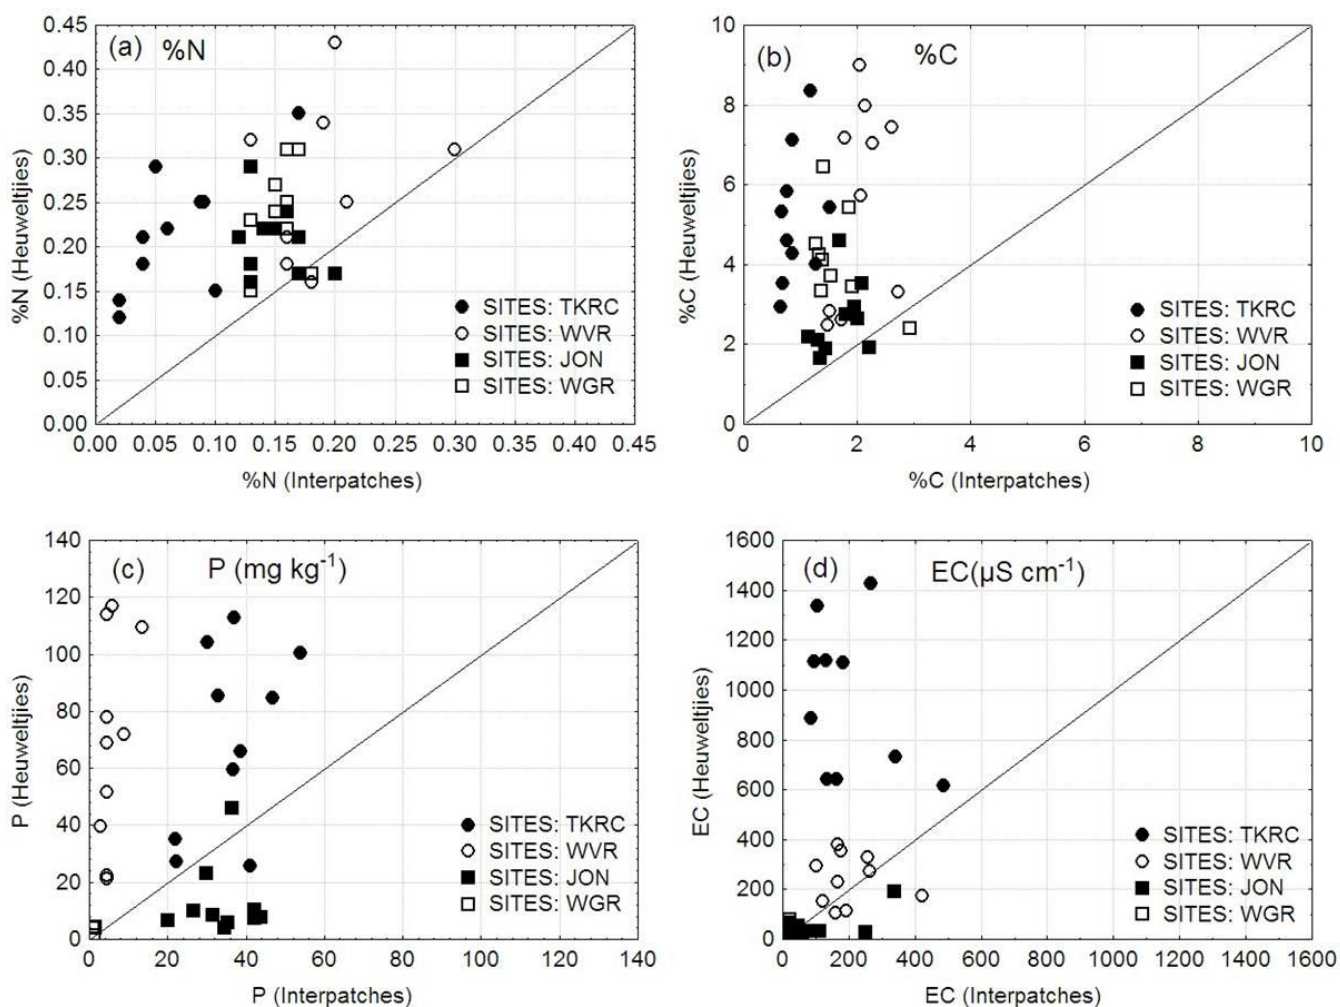 (a) %N
%N (Heuweltjies)
0.45
0.40
0.35
0.30
0.25
0.20
0.15
0.10
0.05
0.00
SITES: TKRC
SITES: WVR
SITES: JON
SITES: WGR
0.00 0.05 0.10 0.15 0.20 0.25 0.30 0.35 0.40 0.45
%N (Interpatches)
(b) %C
%C (Heuweltjies)
10
8
6
4
2
0
SITES: TKRC
SITES: WVR
SITES: JON
SITES: WGR
0 2 4 6 8 10
%C (Interpatches)
(c) P (mg kg⁻¹)
P (Heuweltjies)
140
120
100
80
60
40
20
0
SITES: TKRC
SITES: WVR
SITES: JON
SITES: WGR
0 20 40 60 80 100 120 140
P (Interpatches)
(d) EC(µS cm⁻¹)
EC (Heuweltjies)
1600
1400
1200
1000
800
600
400
200
0
SITES: TKRC
SITES: WVR
SITES: JON
SITES: WGR
0 200 400 600 800 1000 1200 1400 1600
EC (Interpatches)